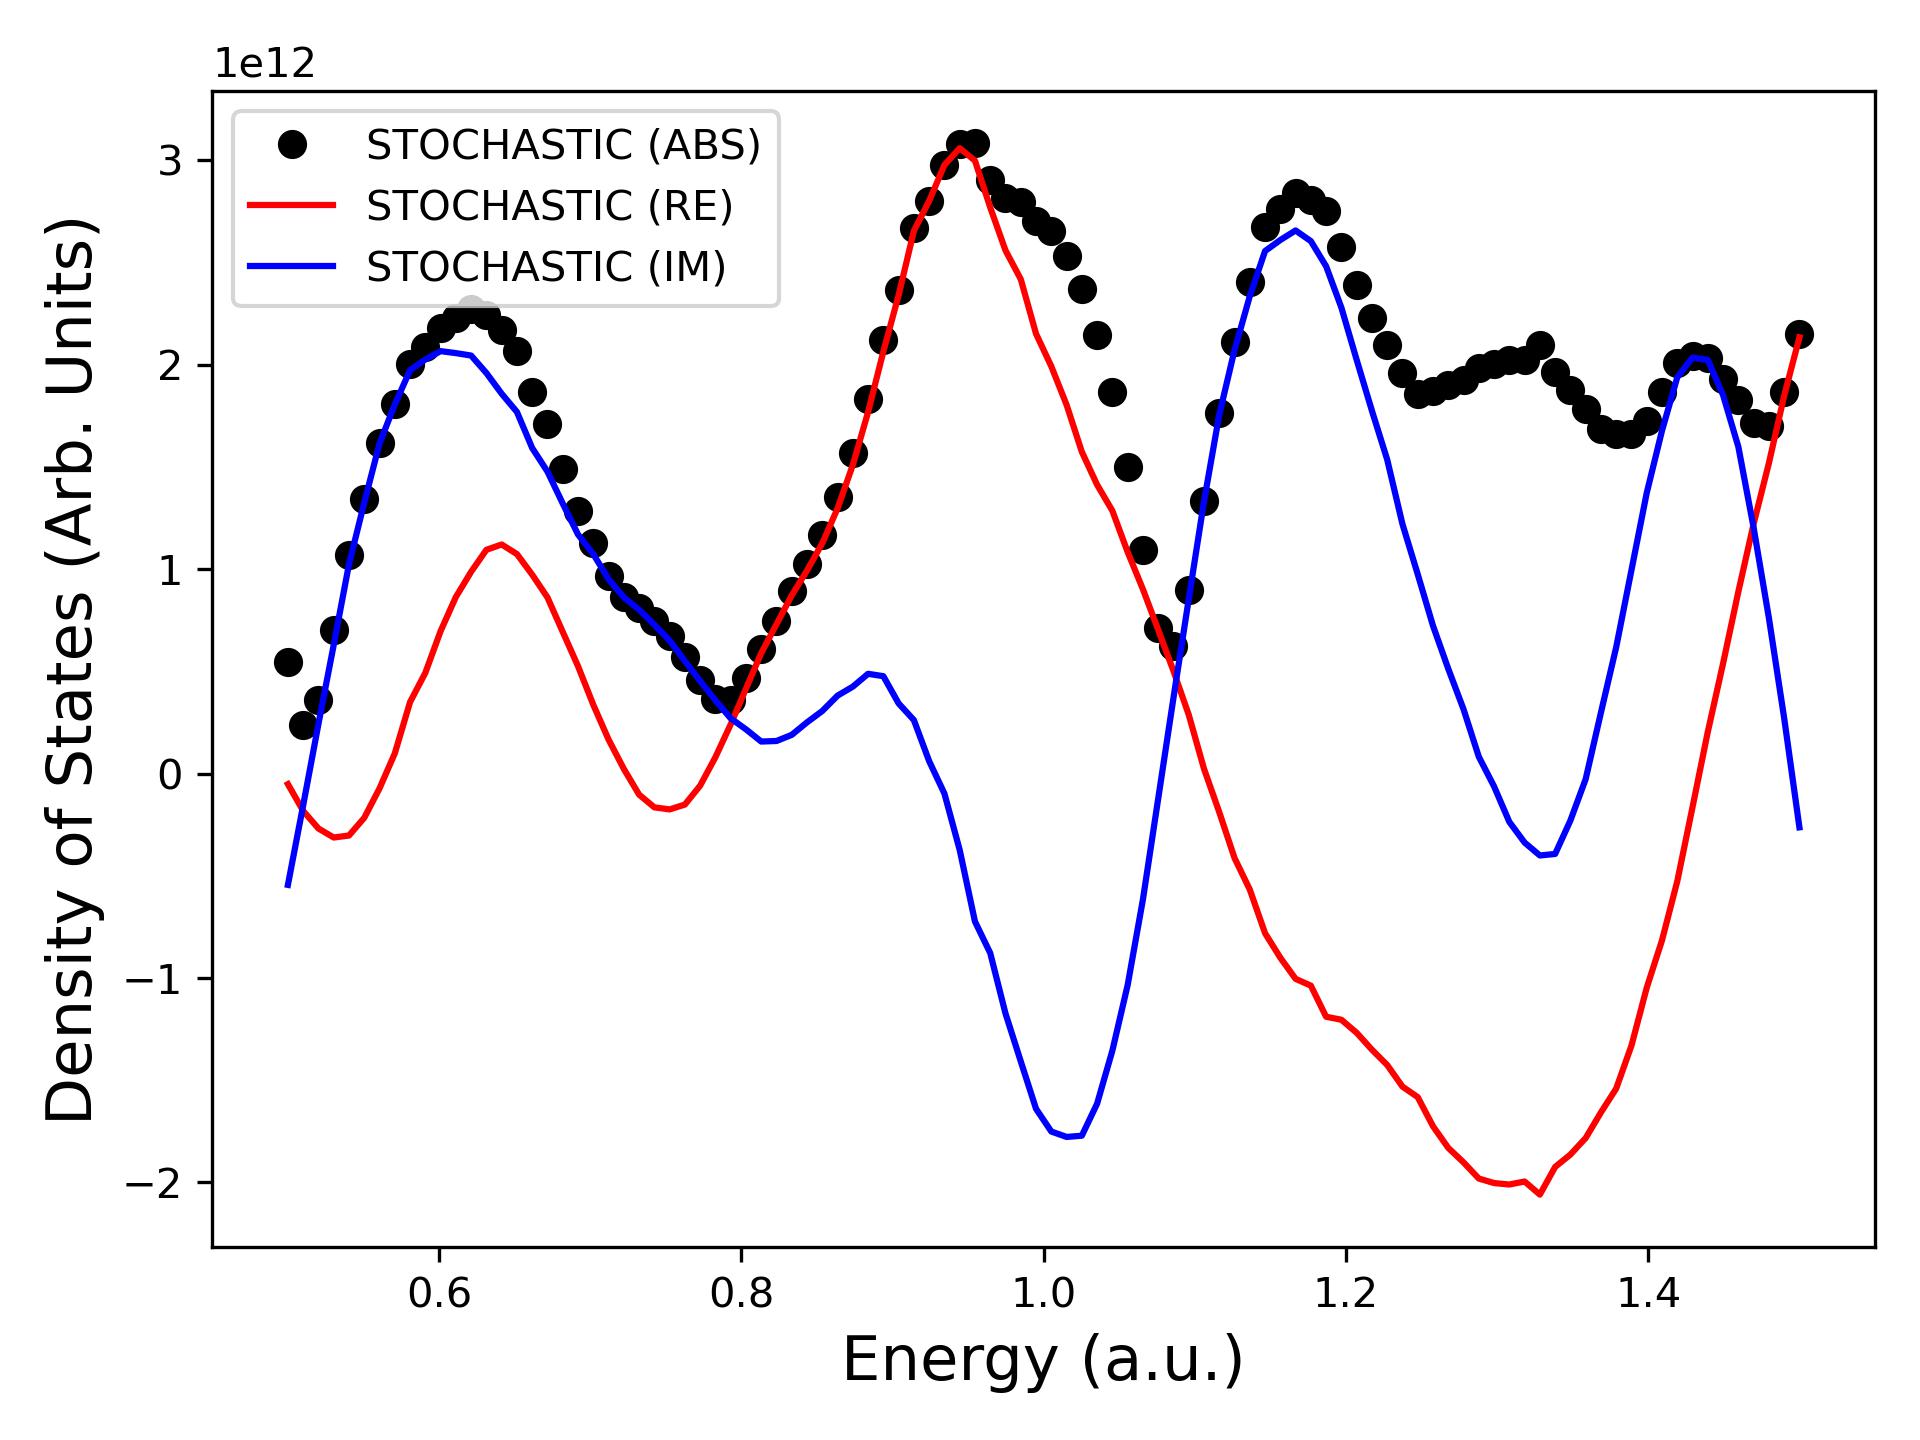 1e12
STOCHASTIC (ABS)
STOCHASTIC (RE)
STOCHASTIC (IM)
Density of States (Arb. Units)
3
2
1
0
−1
−2
0.6 0.8 1.0 1.2 1.4
Energy (a.u.)